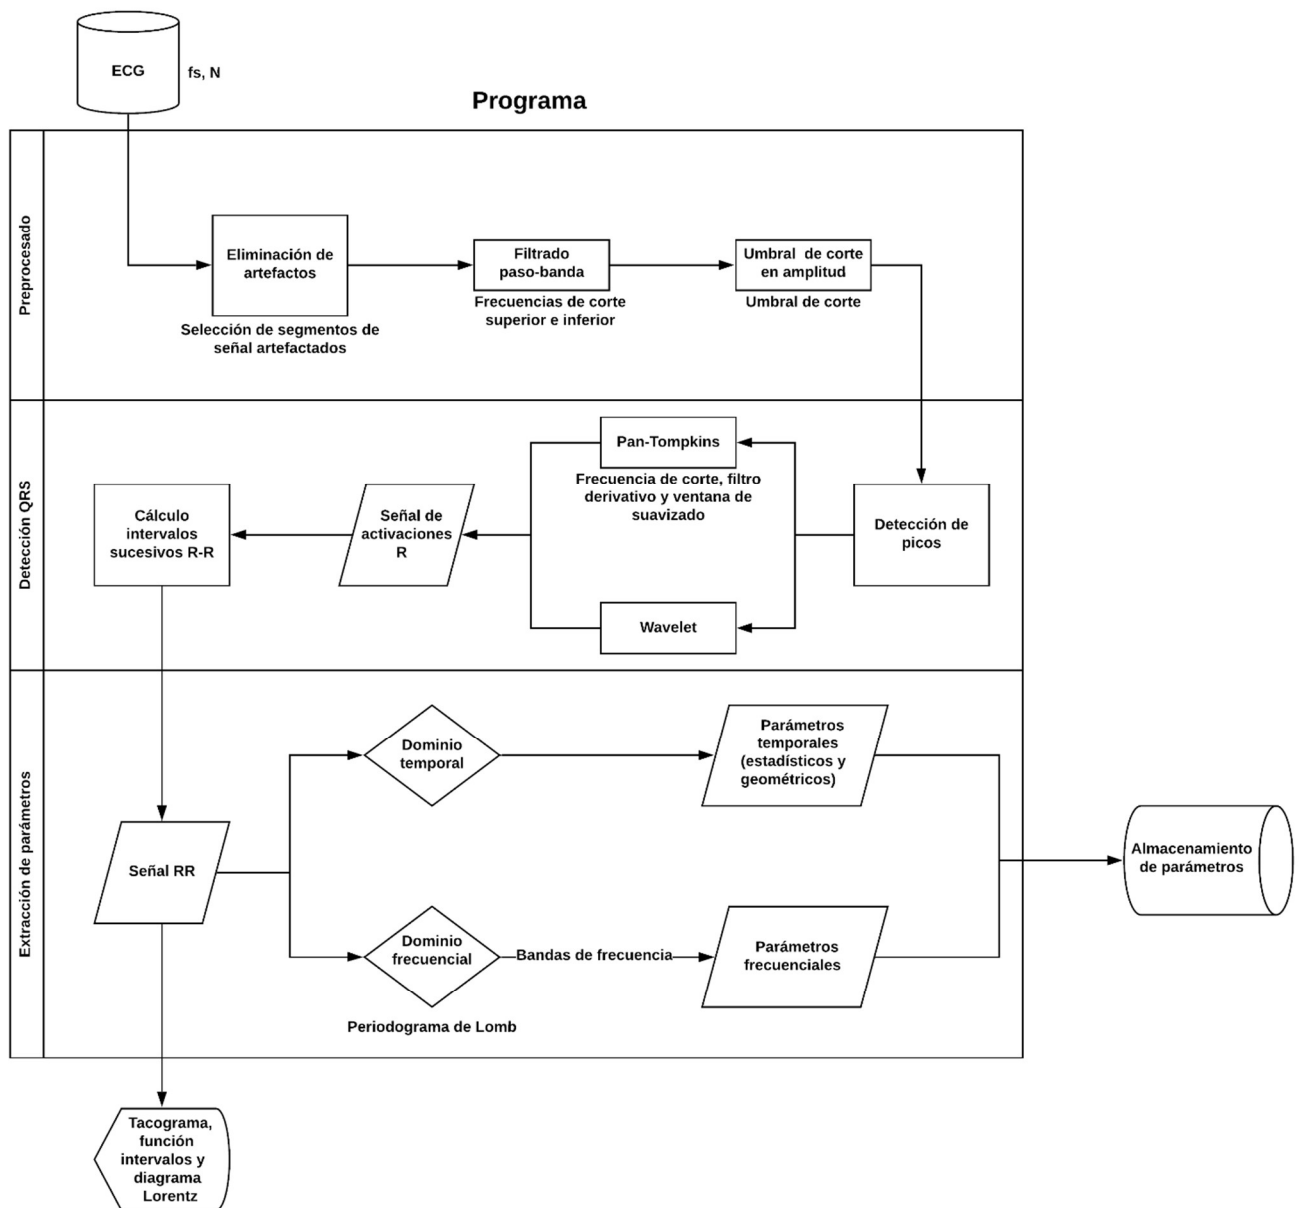 ECG
fs, N
Programa
Preprocesado
Eliminación de
artefactos
Selección de segmentos de
señal artefactados
Filtrado
paso-banda
Frecuencias de corte
superior e inferior
Umbral de corte
en amplitud
Umbral de corte
Detección QRS
Detección de
picos
Pan-Tompkins
Frecuencia de corte, filtro
derivativo y ventana de
suavizado
Wavelet
Señal de
activaciones
R
Cálculo
intervalos
sucesivos R-R
Extracción de parámetros
Señal RR
Dominio
temporal
Parámetros
temporales
(estadísticos y
geométricos)
Dominio
frecuencial
Bandas de frecuencia
Parámetros
frecuenciales
Periodograma de Lomb
Almacenamiento
de parámetros
Tacograma,
función
intervalos y
diagrama
Lorentz